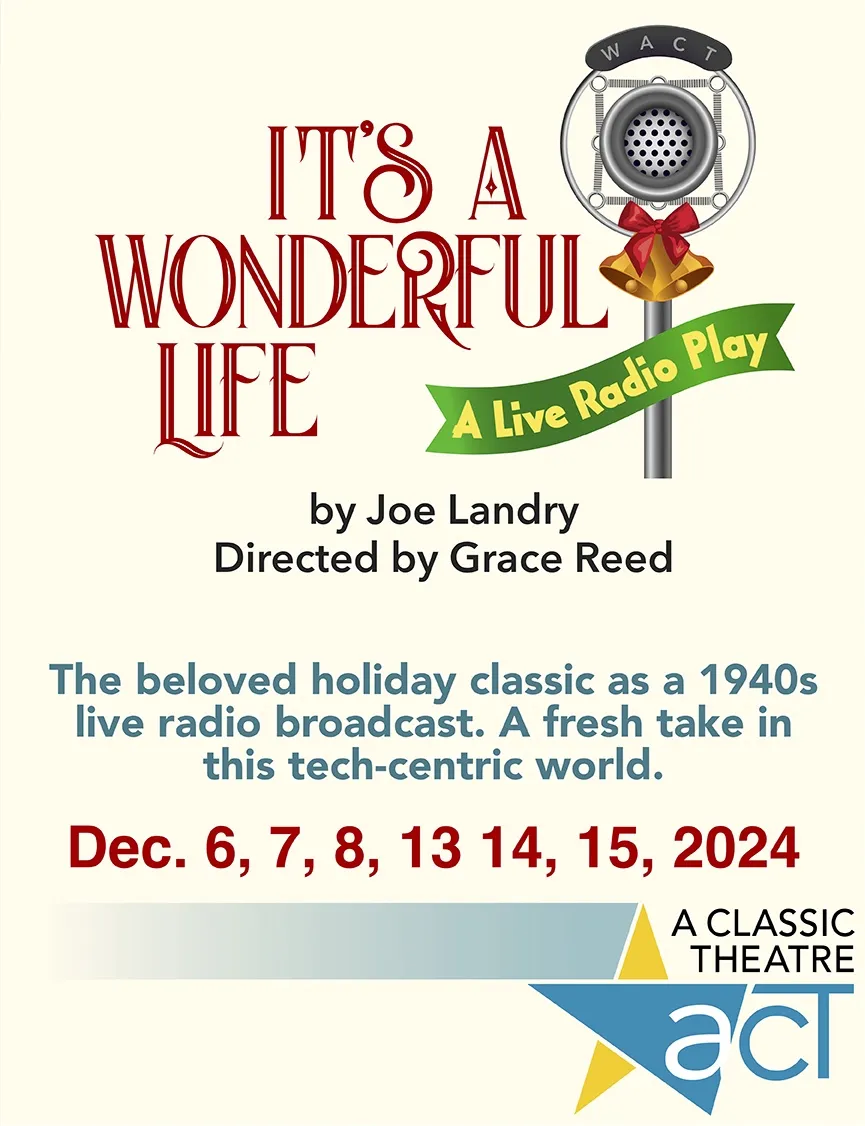 WACT
IT'S A
WONDERFUL
LIFE
A Live Radio Play
by Joe Landry
Directed by Grace Reed
The beloved holiday classic as a 1940s
live radio broadcast. A fresh take in
this tech-centric world.
Dec. 6, 7, 8, 13 14, 15, 2024
A CLASSIC
THEATRE
acT